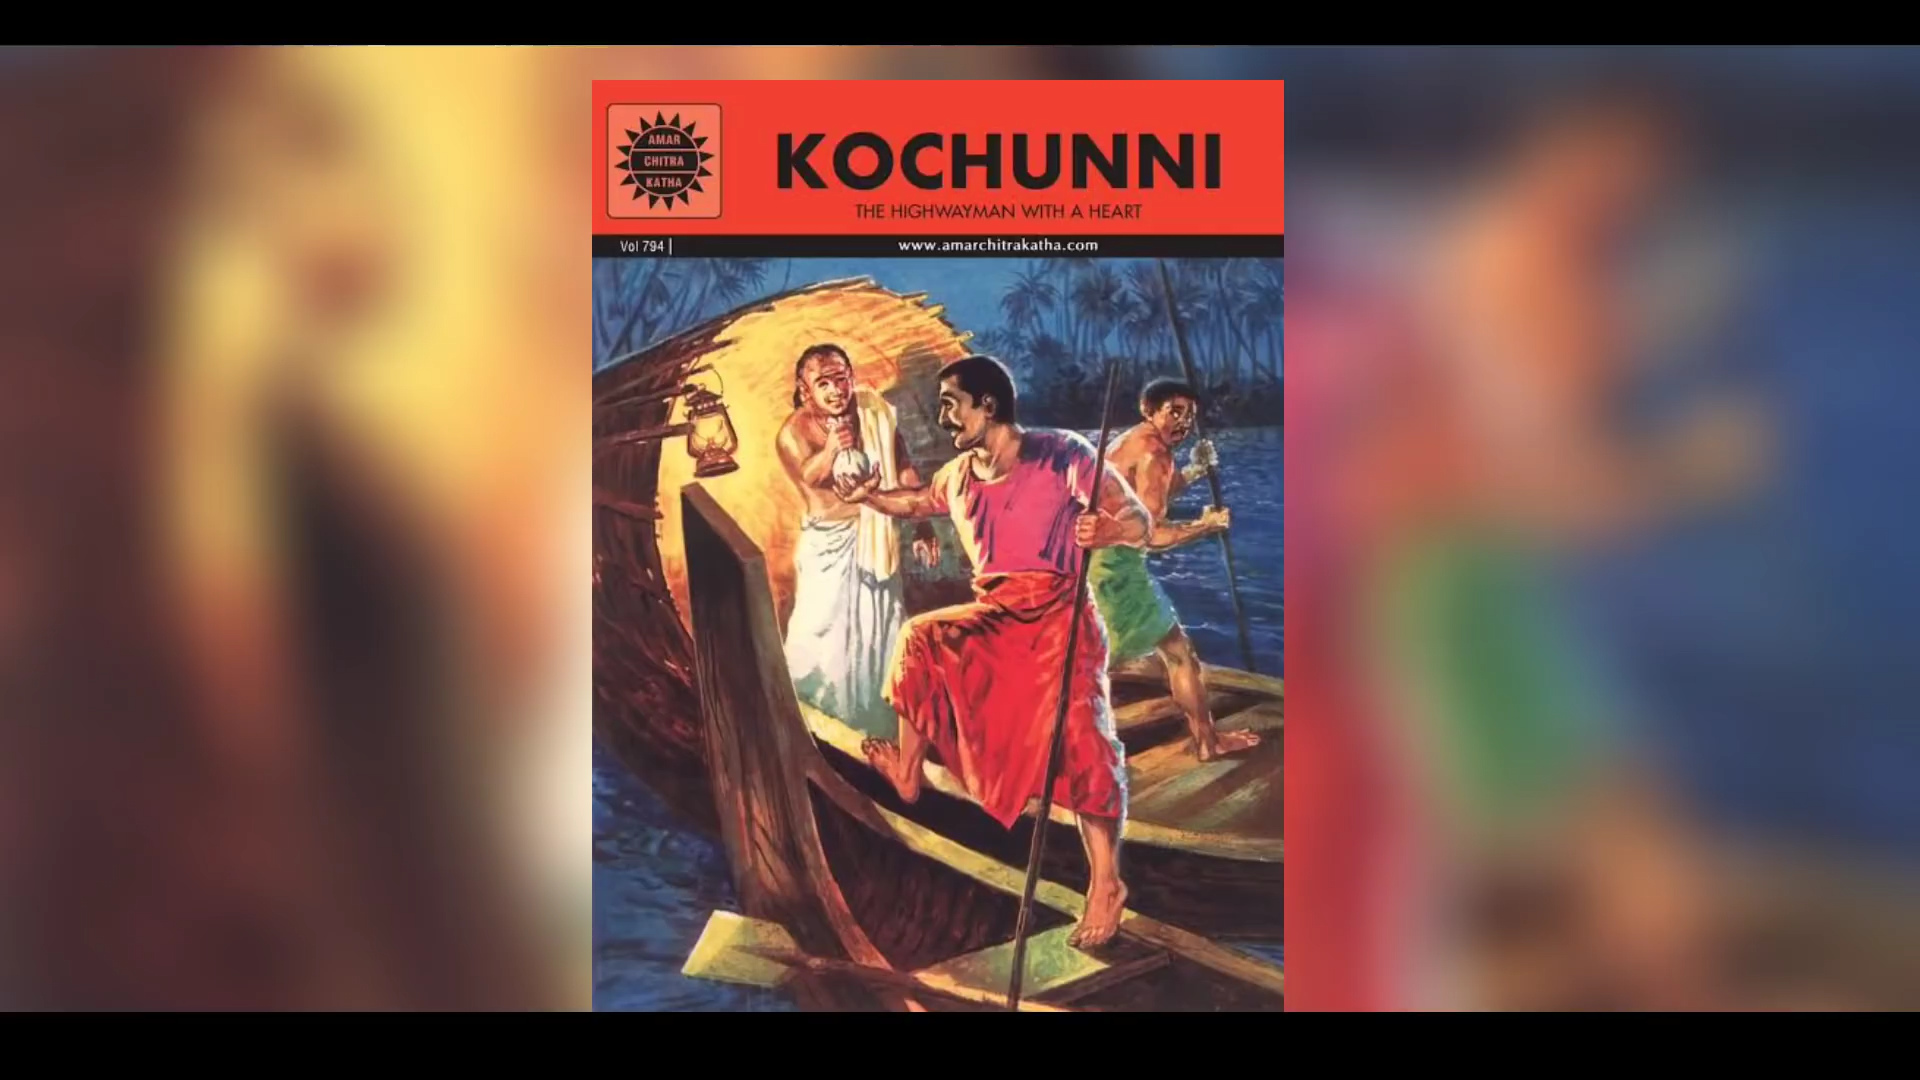 AMAR
CHITRA
KATHA
KOCHUNNI
THE HIGHWAYMAN WITH A HEART
Vol 794
www.amarchitrakatha.com